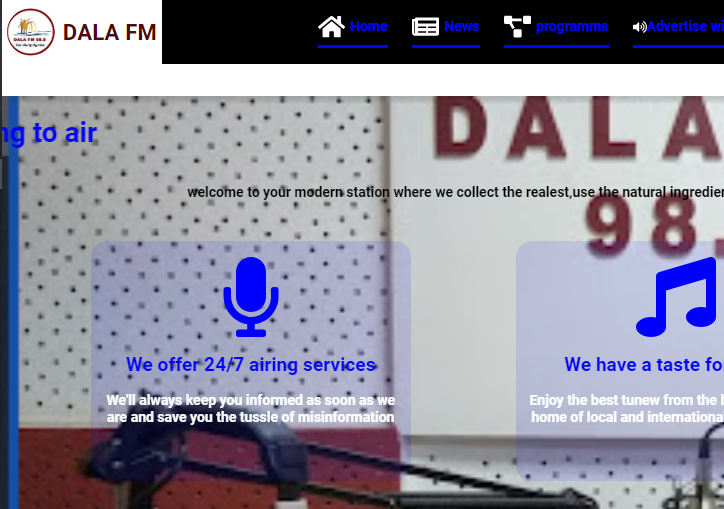 DALA FM
Home
News
programms
Advertise wi
ng to air
DALA
welcome to your modern station where we collect the realest,use the natural ingredien
98.
We offer 24/7 airing services
We have a taste fo
We'll always keep you informed as soon as we
are and save you the tussle of misinformation
Enjoy the best tunew from the b
home of local and internationa